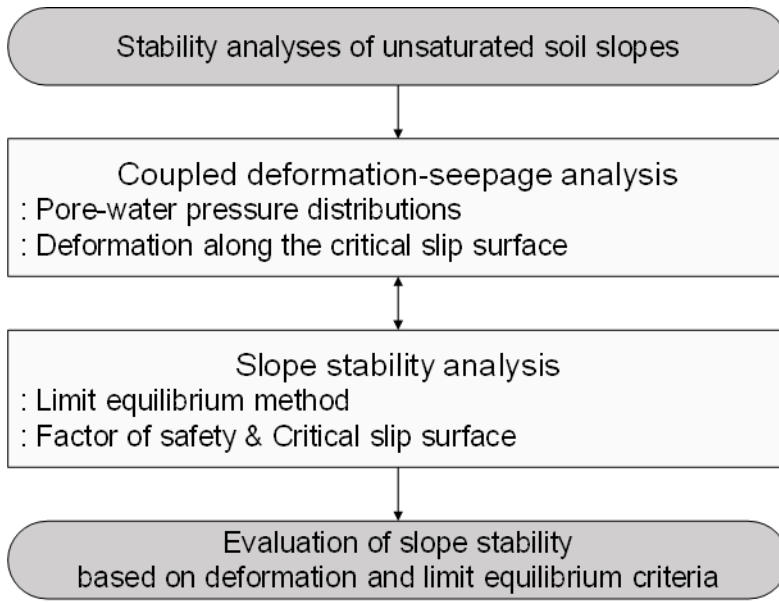 Stability analyses of unsaturated soil slopes
Coupled deformation-seepage analysis
: Pore-water pressure distributions
: Deformation along the critical slip surface
Slope stability analysis
: Limit equilibrium method
: Factor of safety & Critical slip surface
Evaluation of slope stability
based on deformation and limit equilibrium criteria